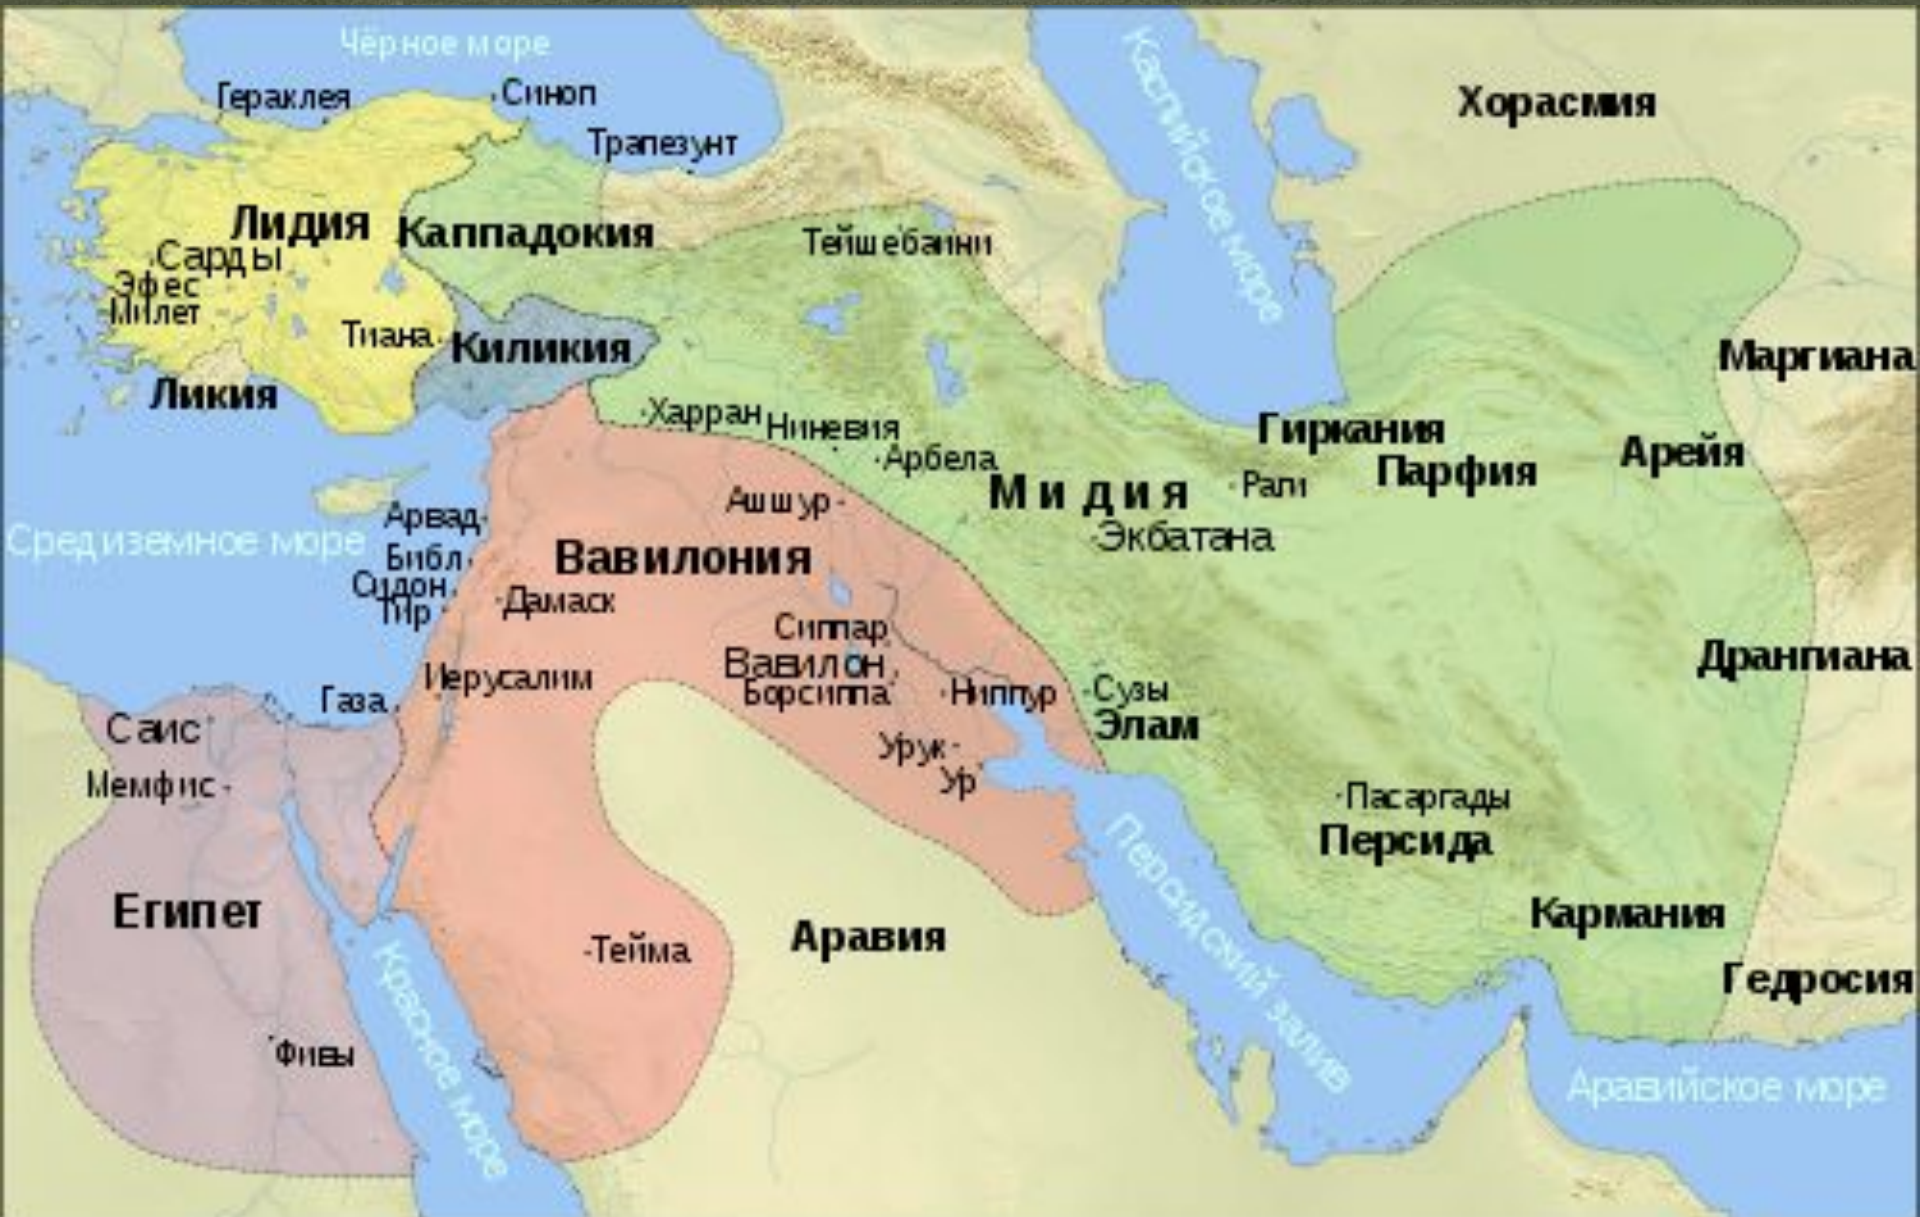 Чёрное море
Каспийское море
Гераклея
Синоп
Хорасмия
Трапезунт
Лидия
Каппадокия
Тейшебаини
Сарды
Эфес
Милет
Тиана
Киликия
Маргиана
Ликия
Харран
Ниневия
Гиркания
Арбела
Арейя
Парфия
Мидия
Раги
Ашшур
Арвад
Экбатана
Средиземное море
Библ
Вавилония
Сидон
Тир
Дамаск
Сиппар
Вавилон
Дрангиана
Иерусалим
Борсиппа
Ниппур
Сузы
Газа
Элам
Саис
Урук
Ур
Мемфис
Пасаргады
Персида
Персидский залив
Египет
Кармания
Аравия
Тейма
Гедросия
Красное море
Фивы
Аравийское море